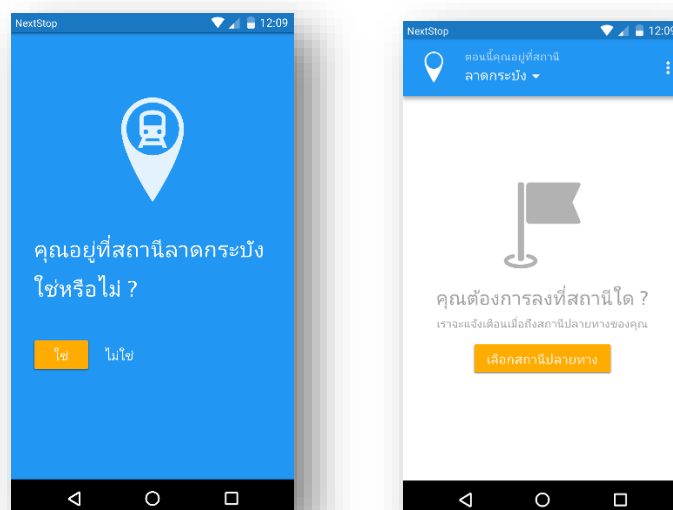 NextStop 12:09
คุณอยู่ที่สถานีลาดกระบัง
ใช่หรือไม่ ?
ใช่ ไม่ใช่
NextStop 12:09
ตอนนี้คุณอยู่ที่สถานี
ลาดกระบัง
คุณต้องการลงที่สถานีใด ?
เราจะแจ้งเตือนเมื่อถึงสถานีปลายทางของคุณ
เลือกสถานีปลายทาง